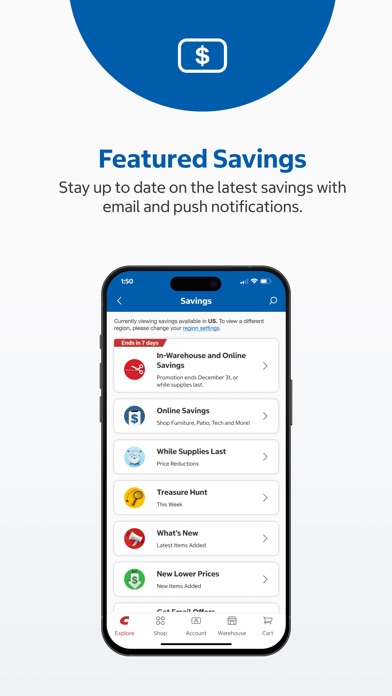 $
Featured Savings
Stay up to date on the latest savings with
email and push notifications.
1:50
Savings
Currently viewing savings available in US. To view a different
region, please change your region settings.
Ends in 7 days
In-Warehouse and Online
Savings
Promotion ends December 31, or
while supplies last.
$
Online Savings
Shop Furniture, Patio, Tech and More!
While Supplies Last
Price Reductions
Treasure Hunt
This Week
What's New
Latest Items Added
$
New Lower Prices
New Items Added
Get Email Offers
Explore
Shop
Account
Warehouse
Cart